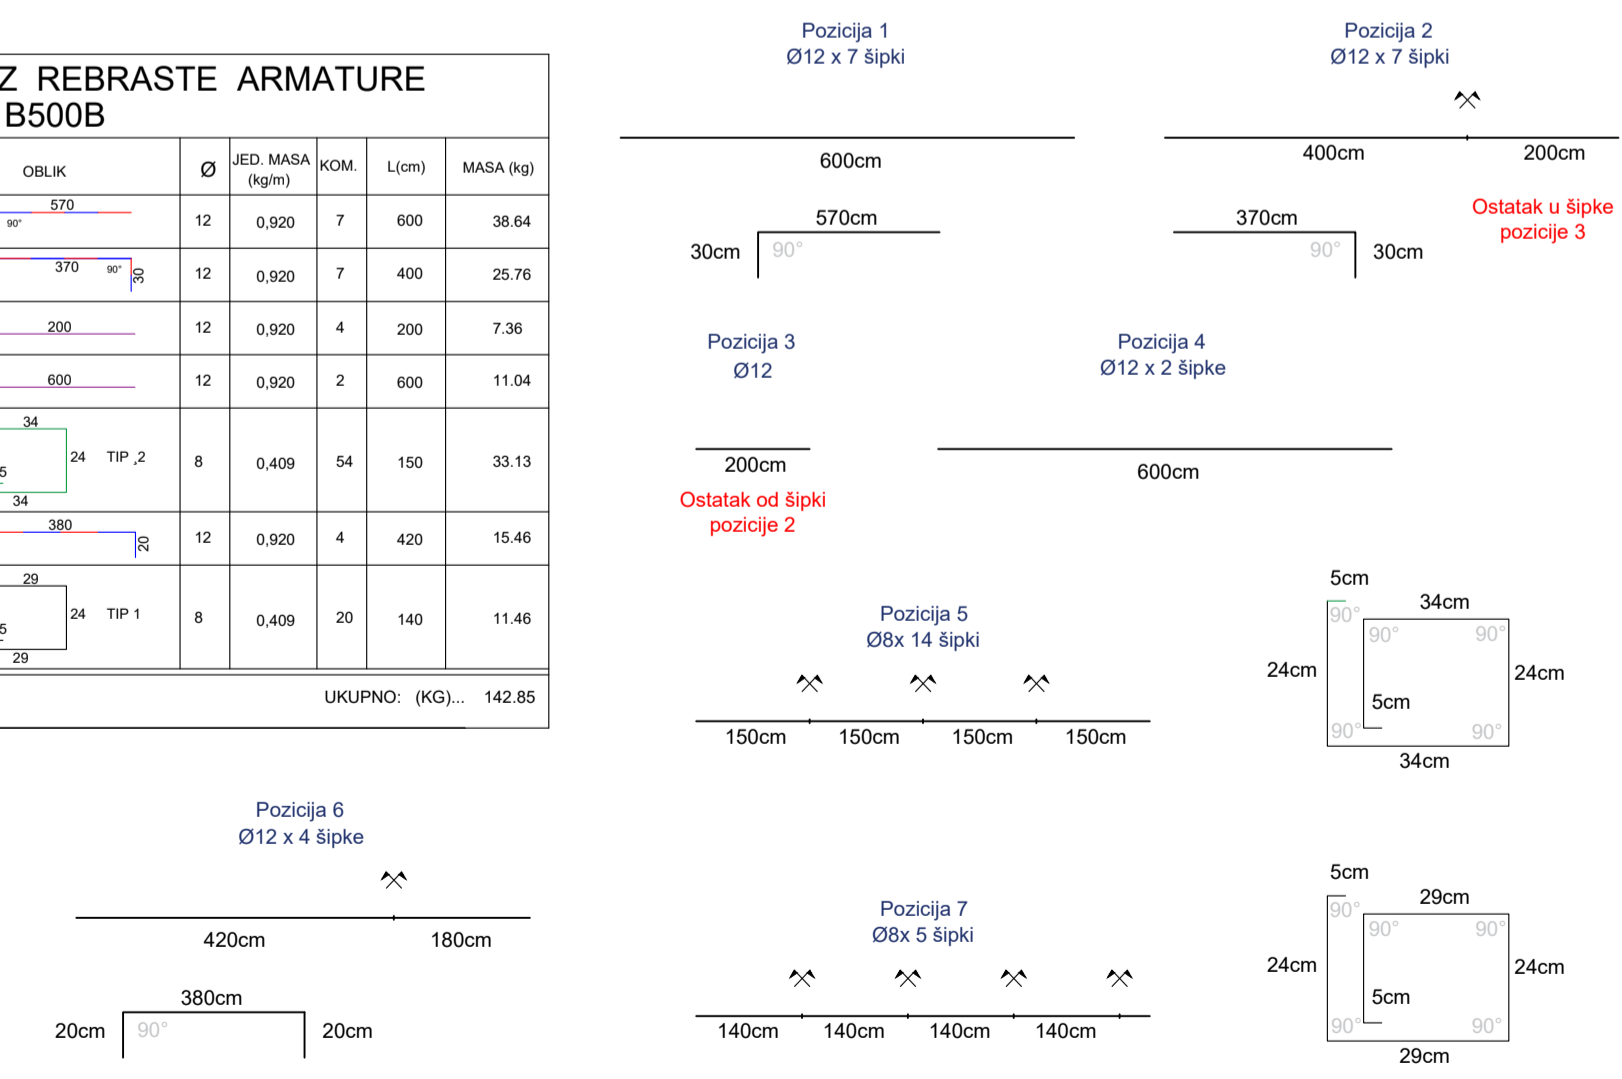 Z REBRASTE ARMATURE
B500B
OBLIK Ø JED. MASA (kg/m) KOM. L(cm) MASA (kg)
570
90°
12 0,920 7 600 38.64
370 90° 30
12 0,920 7 400 25.76
200
12 0,920 4 200 7.36
600
12 0,920 2 600 11.04
34
24 TIP ¸2
5
34
8 0,409 54 150 33.13
380
20
12 0,920 4 420 15.46
29
24 TIP 1
5
29
8 0,409 20 140 11.46
UKUPNO: (KG)... 142.85
Pozicija 1
Ø12 x 7 šipki
600cm
570cm
30cm
90°
Pozicija 2
Ø12 x 7 šipki
400cm 200cm
Ostatak u šipke
pozicije 3
370cm
90°
30cm
Pozicija 3
Ø12
200cm
Ostatak od šipki
pozicije 2
Pozicija 4
Ø12 x 2 šipke
600cm
Pozicija 5
Ø8x 14 šipki
150cm 150cm 150cm 150cm
5cm
34cm
90°
90° 90°
24cm
24cm
5cm
90° 90°
34cm
Pozicija 6
Ø12 x 4 šipke
420cm 180cm
380cm
20cm 90° 20cm
Pozicija 7
Ø8x 5 šipki
140cm 140cm 140cm 140cm
5cm
29cm
90°
90° 90°
24cm
24cm
5cm
90° 90°
29cm